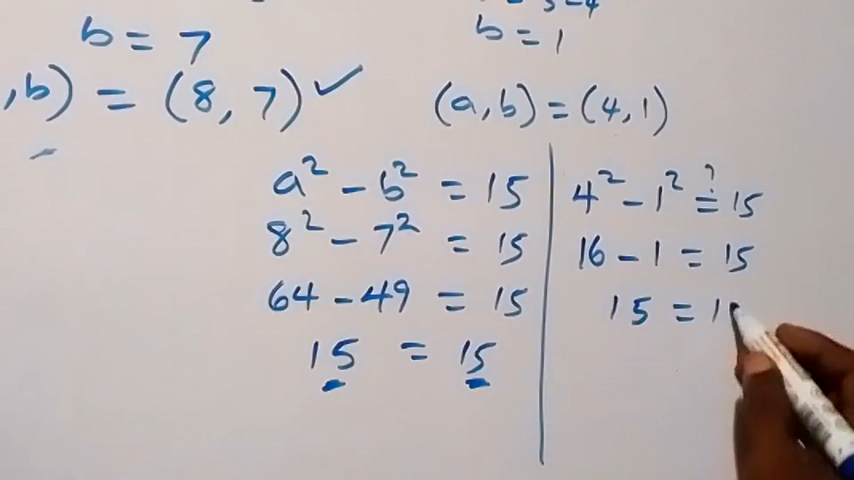 b = 7
,b) = (8, 7) ✓
b = 1
(a,b) = (4,1)
a² - b² = 15
8² - 7² = 15
64 - 49 = 15
15 = 15
4² - 1² ≟ 15
16 - 1 = 15
15 = 1